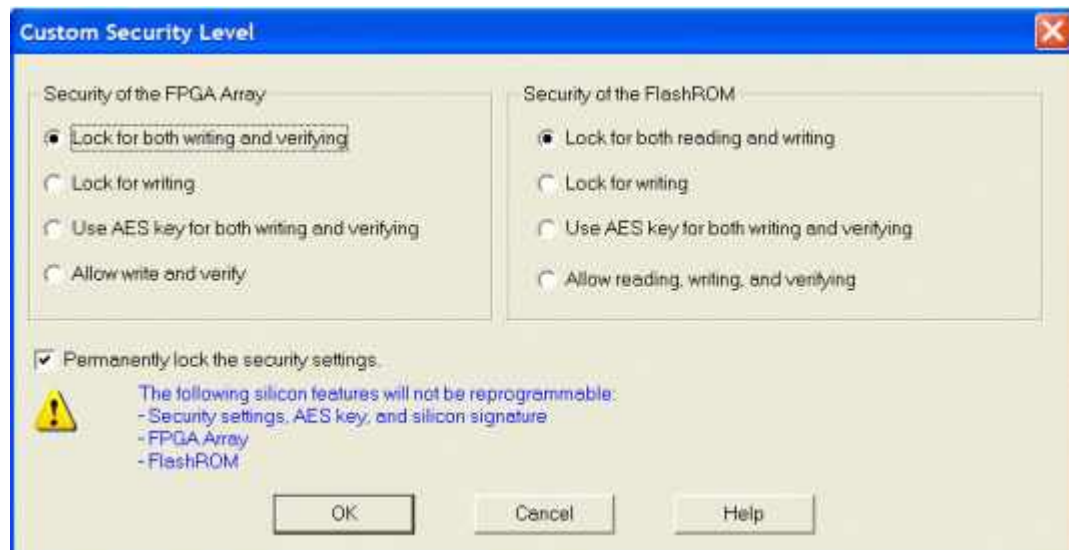 Custom Security Level
Security of the FPGA Array
Lock for both writing and verifying
Lock for writing
Use AES key for both writing and verifying
Allow write and verify
Security of the FlashROM
Lock for both reading and writing
Lock for writing
Use AES key for both writing and verifying
Allow reading, writing, and verifying
Permanently lock the security settings.
The following silicon features will not be reprogrammable:
- Security settings, AES key, and silicon signature
- FPGA Array
- FlashROM
OK
Cancel
Help